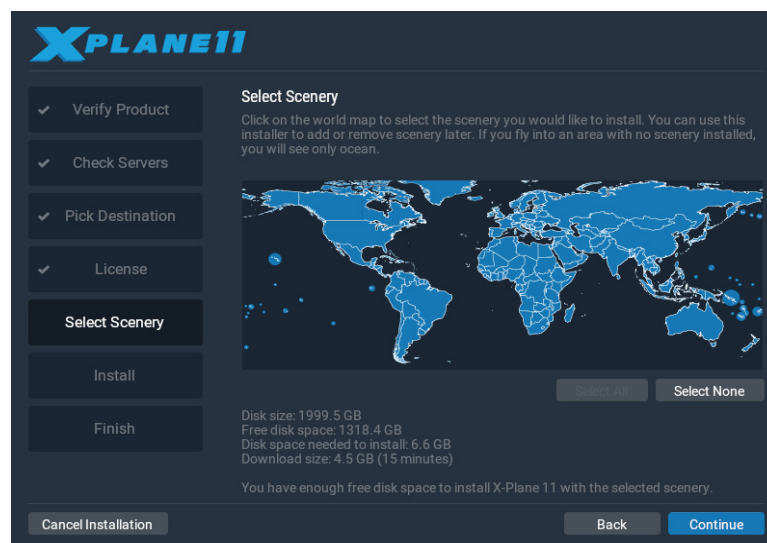 XPLANE11
Select Scenery
Click on the world map to select the scenery you would like to install. You can use this
installer to add or remove scenery later. If you fly into an area with no scenery installed,
you will see only ocean.
Verify Product
Check Servers
Pick Destination
License
Select Scenery
Install
Finish
Select All
Select None
Disk size: 1999.5 GB
Free disk space: 1318.4 GB
Disk space needed to install: 6.6 GB
Download size: 4.5 GB (15 minutes)
You have enough free disk space to install X-Plane 11 with the selected scenery.
Cancel Installation
Back
Continue